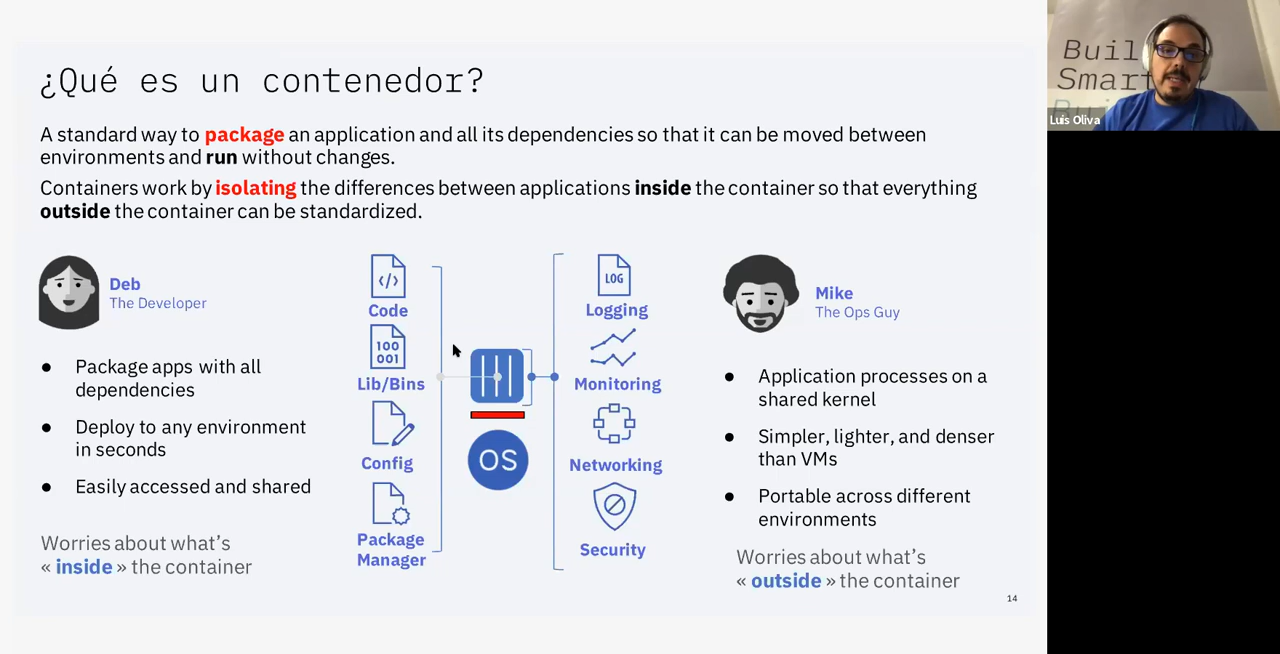 ¿Qué es un contenedor?
A standard way to package an application and all its dependencies so that it can be moved between
environments and run without changes.
Containers work by isolating the differences between applications inside the container so that everything
outside the container can be standardized.
Deb
The Developer
Package apps with all
dependencies
Deploy to any environment
in seconds
Easily accessed and shared
Worries about what's
« inside » the container
</>
Code
100
001
Lib/Bins
Config
Package
Manager
OS
LOG
Logging
Monitoring
Networking
Security
Mike
The Ops Guy
Application processes on a
shared kernel
Simpler, lighter, and denser
than VMs
Portable across different
environments
Worries about what's
« outside » the container
14
Buil
Smart
Luis Oliva